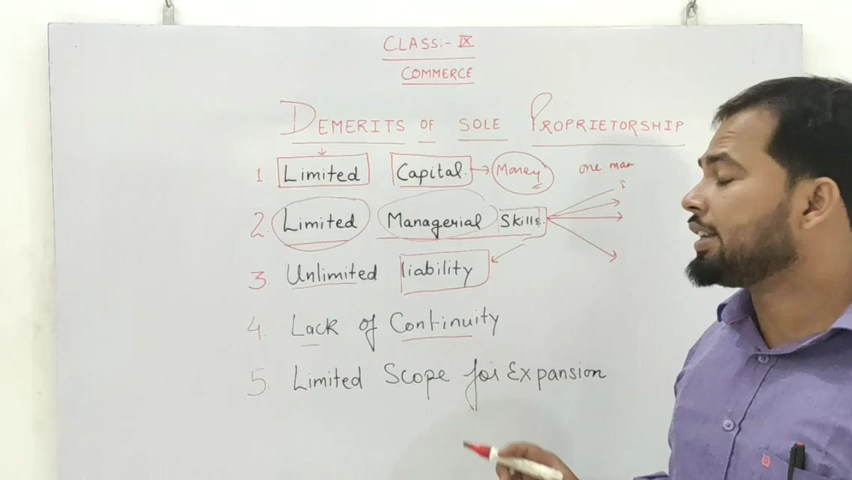 CLASS:- IX
COMMERCE
DEMERITS OF SOLE PROPRIETORSHIP
1 Limited Capital. → Money one man
2. Limited Managerial Skills.
3 Unlimited liability
4. Lack of Continuity
5. Limited Scope for Expansion